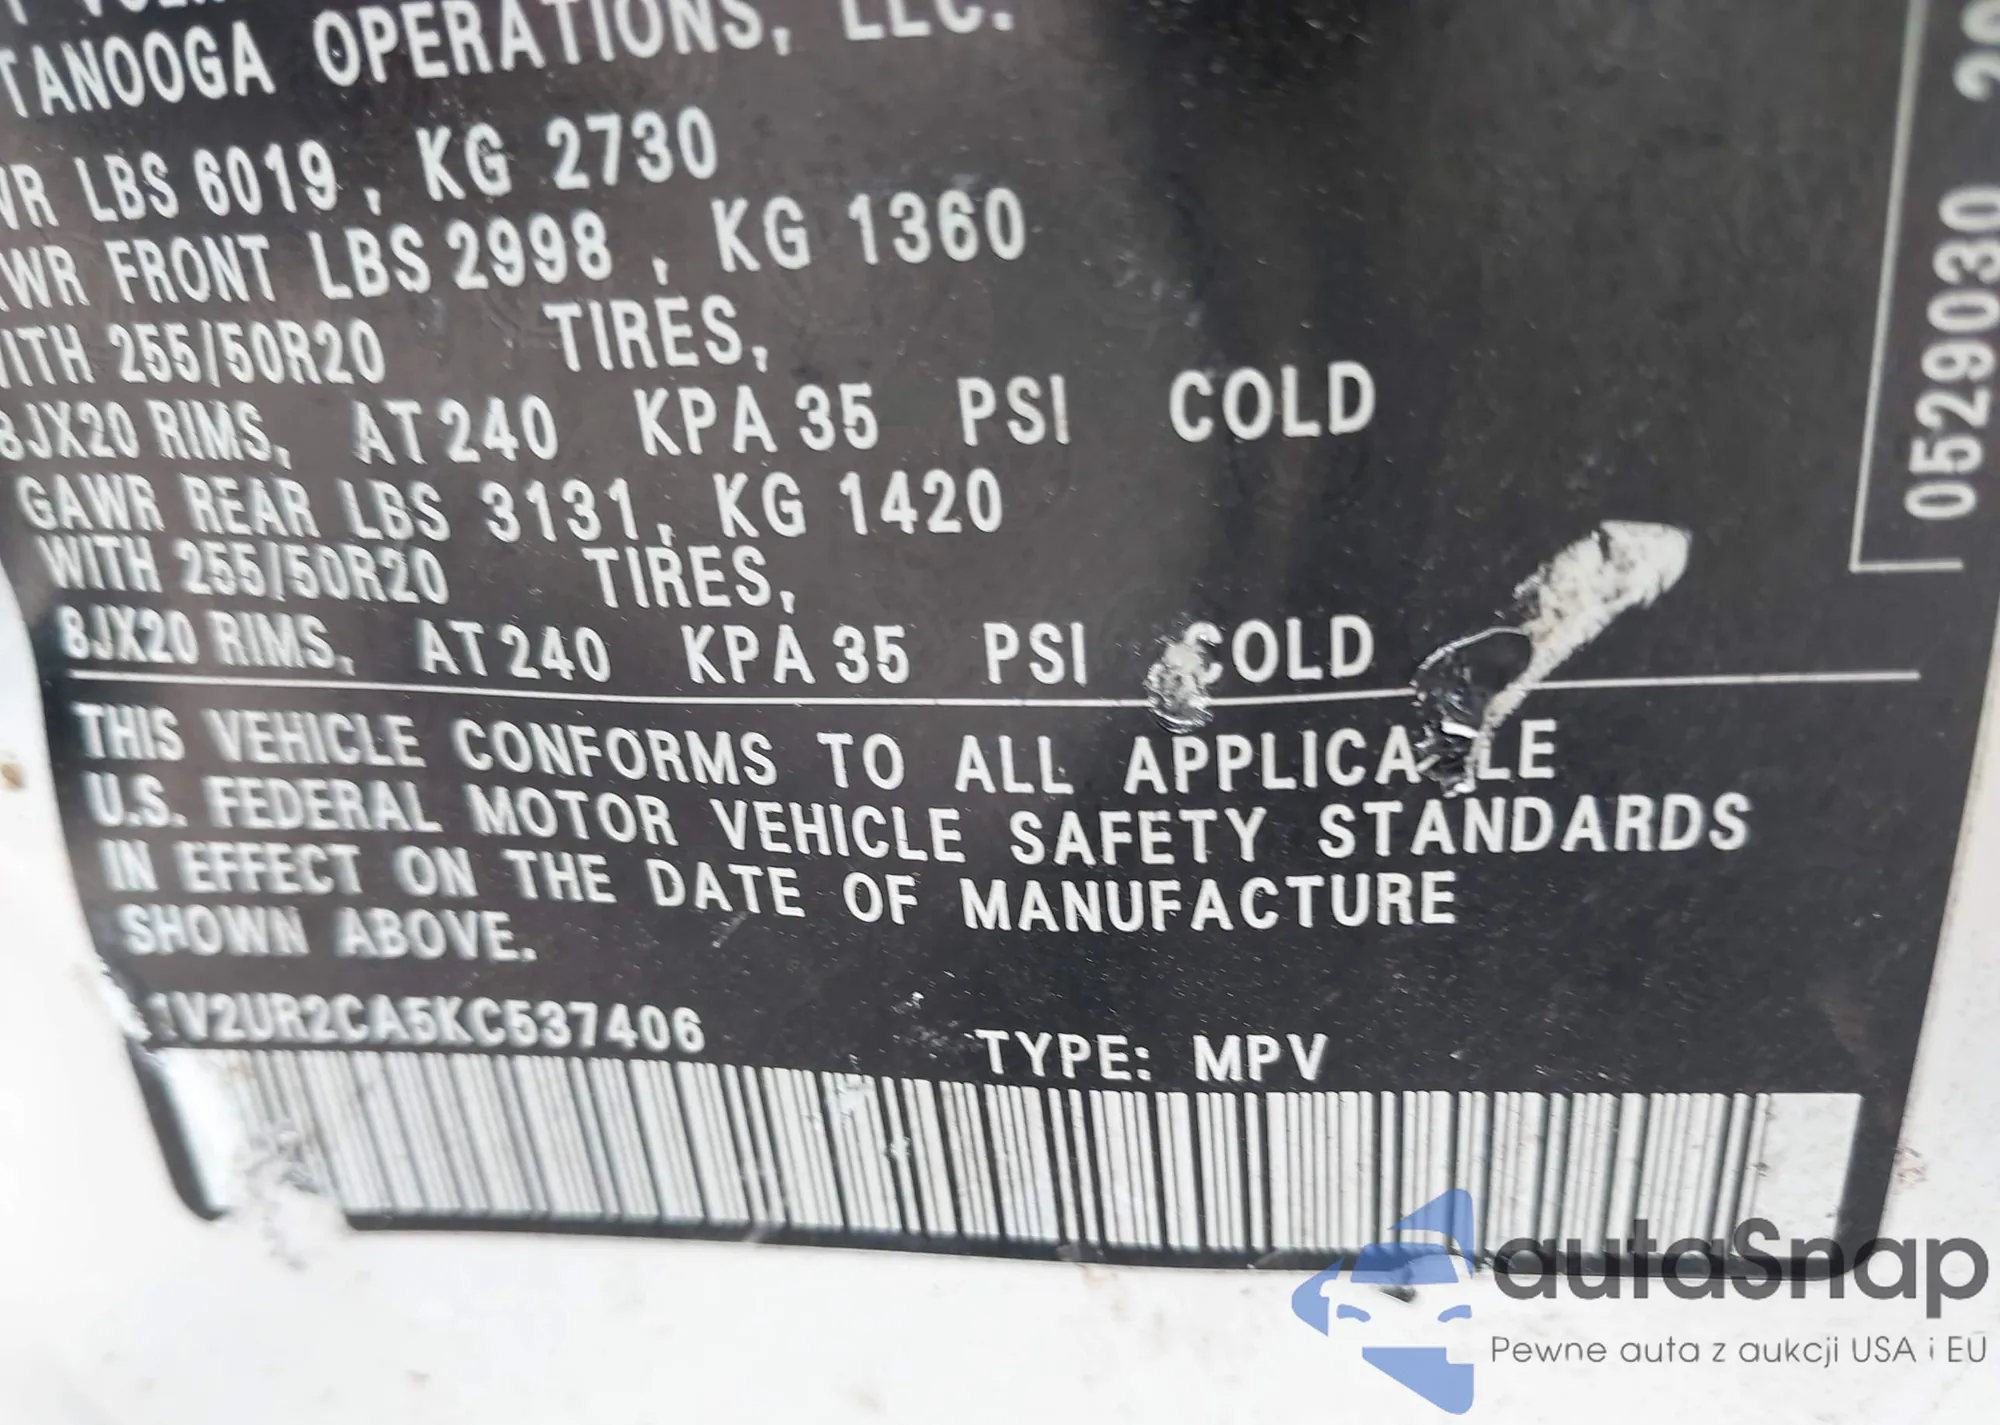 TANOOGA OPERATIONS, LLC.
VR LBS 6019, KG 2730
WR FRONT LBS 2998, KG 1360
ITH 255/50R20 TIRES,
8JX20 RIMS, AT 240 KPA 35 PSI COLD
GAWR REAR LBS 3131, KG 1420
WITH 255/50R20 TIRES,
8JX20 RIMS, AT 240 KPA 35 PSI COLD
THIS VEHICLE CONFORMS TO ALL APPLICA LE
U.S. FEDERAL MOTOR VEHICLE SAFETY STANDARDS
IN EFFECT ON THE DATE OF MANUFACTURE
SHOWN ABOVE.
1V2UR2CA5KC537406
TYPE: MPV
05290030
autaSnap
Pewne auta z aukcji USA i EU